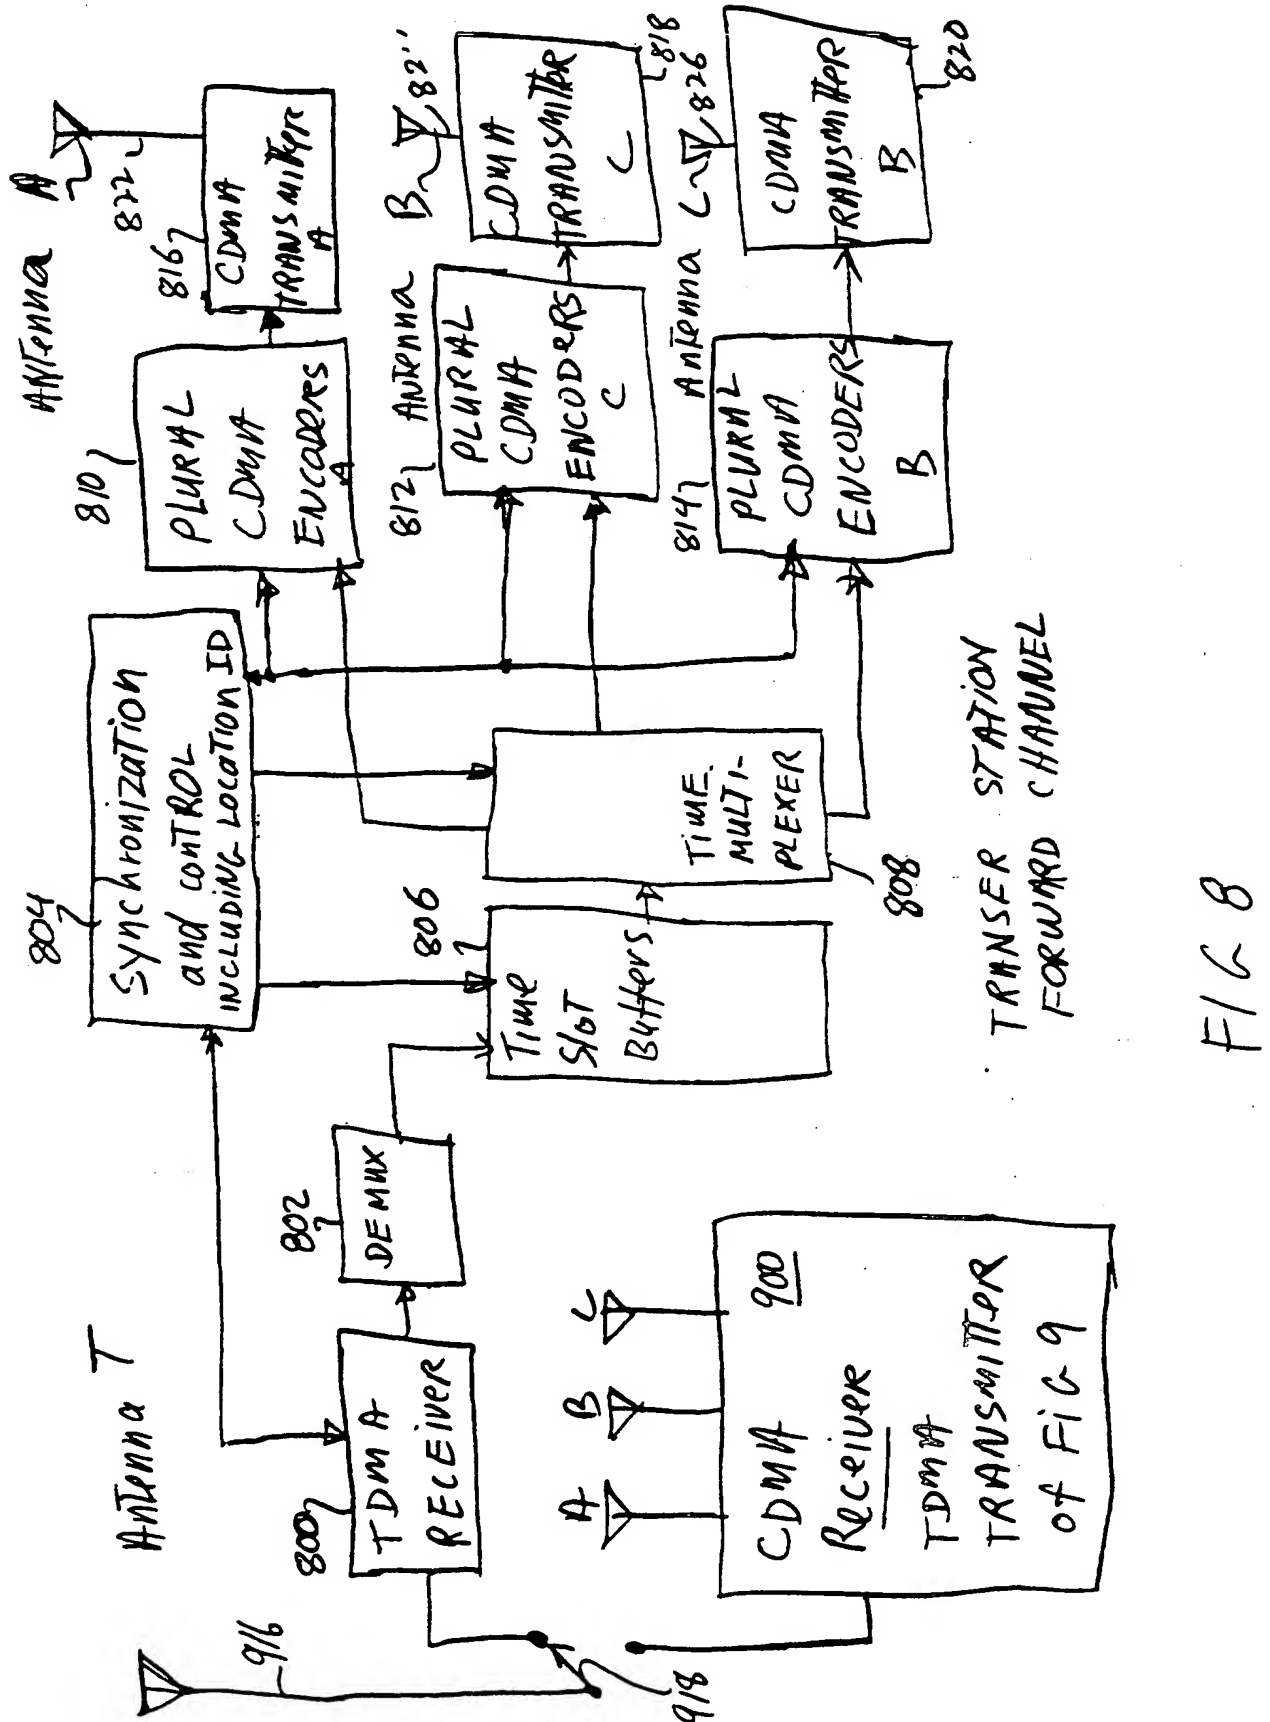 Antenna T
916
918
800
TDMA
RECEIVER
802
DEMUX
804
Synchronization
and contROL
INCLUDING LOCATION ID
806
Time
Slot
Buffers
808
TIME
MULTI-
PLEXER
810
PLURAL
CDMA
ENCODERS
A
812
PLURAL
CDMA
ENCODERS
C
814
PLURAL
CDMA
ENCODERS
B
ANTenna A
822
816
CDMA
TRANSMITTER
A
Antenna B
82''
CDMA
TRANSMITTER
C
818
Antenna C
826
CDMA
TRANSMITTER
B
820
A
B
C
CDMA 900
Receiver
TDMA
TRANSMITTER
of FIG 9
TRANSER STATION
FORWARD CHANNEL
FIG 8